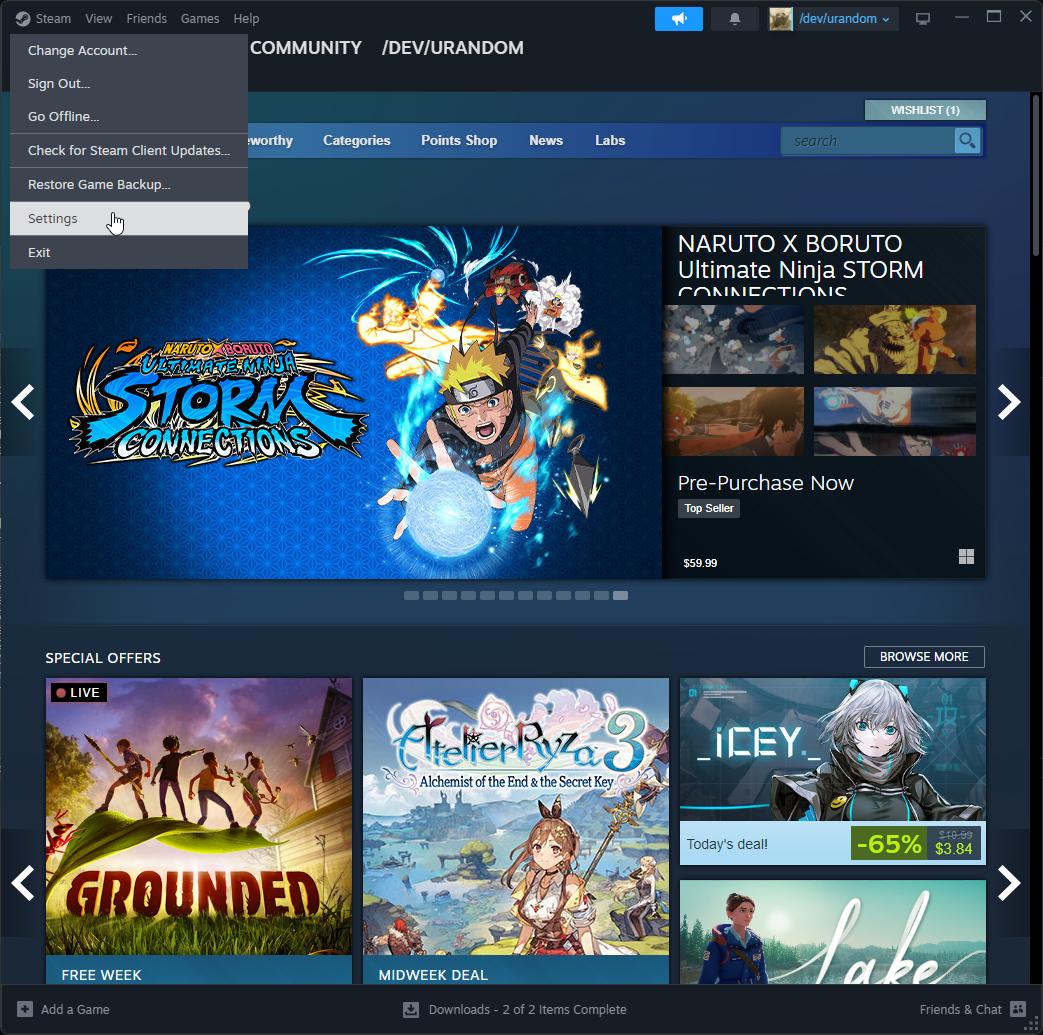 Steam View Friends Games Help
/dev/urandom
Change Account...
Sign Out...
Go Offline...
Check for Steam Client Updates...
Restore Game Backup...
Settings
Exit
COMMUNITY /DEV/URANDOM
WISHLIST (1)
eworthy Categories Points Shop News Labs
search
NARUTO X BORUTO
Ultimate Ninja STORM
CONNECTIONS
NARUTO X BORUTO
ULTIMATE NINJA
STORM
CONNECTIONS
Pre-Purchase Now
Top Seller
$59.99
SPECIAL OFFERS
BROWSE MORE
LIVE
GROUNDED
FREE WEEK
Atelier Ryza 3
Alchemist of the End & the Secret Key
MIDWEEK DEAL
_iCEY._
Today's deal!
-65%
$10.99
$3.84
Lake
Add a Game
Downloads - 2 of 2 Items Complete
Friends & Chat